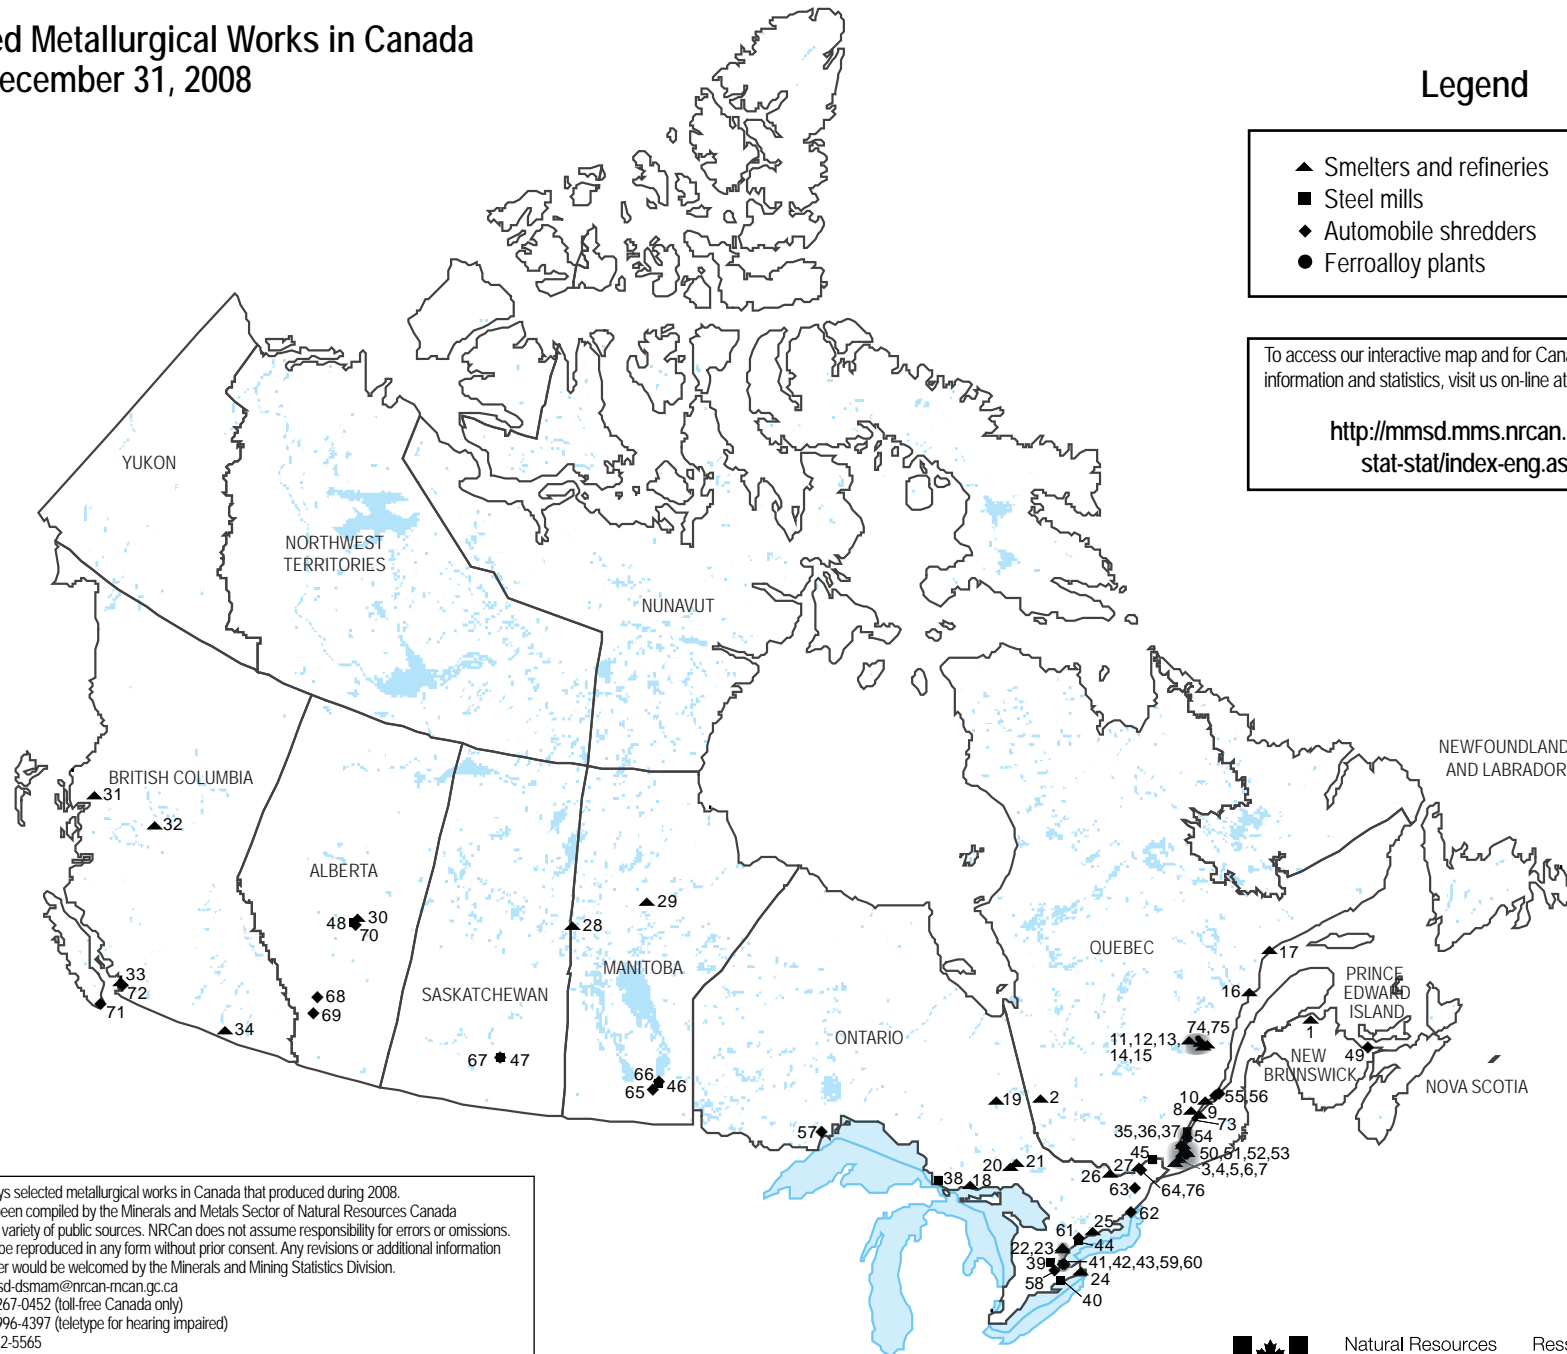 ed Metallurgical Works in Canada
ecember 31, 2008
Legend
Smelters and refineries
Steel mills
Automobile shredders
Ferroalloy plants
To access our interactive map and for Cana
information and statistics, visit us on-line at
http://mmsd.mms.nrcan.
stat-stat/index-eng.as
YUKON
NORTHWEST
TERRITORIES
NUNAVUT
NEWFOUNDLAND
AND LABRADOR
BRITISH COLUMBIA
31
32
ALBERTA
48
30
70
29
28
QUEBEC
17
MANITOBA
PRINCE
EDWARD
ISLAND
33
72
71
68
69
SASKATCHEWAN
16
34
ONTARIO
74,75
11,12,13,
14,15
1
49
NEW
BRUNSWICK
NOVA SCOTIA
67
47
66
65
46
19
2
10
55,56
8
9
73
57
35,36,37
54
45
50,51,52,53
3,4,5,6,7
20
21
26
27
64,76
38
18
63
62
61
25
44
22,23
39
41,42,43,59,60
58
24
40
ys selected metallurgical works in Canada that produced during 2008.
een compiled by the Minerals and Metals Sector of Natural Resources Canada
variety of public sources. NRCan does not assume responsibility for errors or omissions.
be reproduced in any form without prior consent. Any revisions or additional information
er would be welcomed by the Minerals and Mining Statistics Division.
sd-dsmam@nrcan-rncan.gc.ca
267-0452 (toll-free Canada only)
996-4397 (teletype for hearing impaired)
2-5565
Natural Resources
Ress